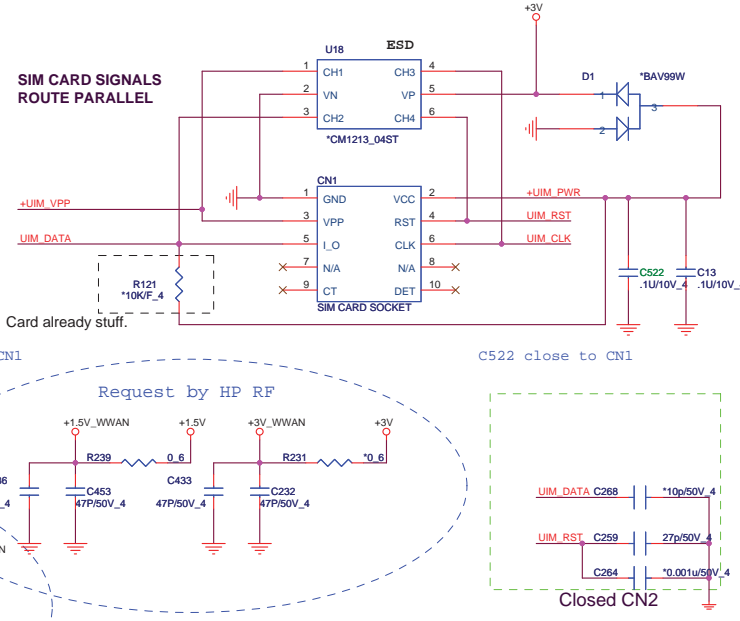 +3V
U18
ESD
SIM CARD SIGNALS
ROUTE PARALLEL
1 CH1 CH3 4
2 VN VP 5
3 CH2 CH4 6
*CM1213_04ST
D1
*BAV99W
1
3
2
CN1
1 GND VCC 2
3 VPP RST 4
5 I_O CLK 6
7 N/A N/A 8
9 CT DET 10
SIM CARD SOCKET
+UIM_VPP
UIM_DATA
+UIM_PWR
UIM_RST
UIM_CLK
R121
*10K/F_4
C522
.1U/10V_4
C13
.1U/10V_
Card already stuff.
CN1
C522 close to CN1
Request by HP RF
+1.5V_WWAN
+1.5V
+3V_WWAN
+3V
R239
0_6
R231
*0_6
C453
47P/50V_4
C433
47P/50V_4
C232
47P/50V_4
UIM_DATA C268 *10p/50V_4
UIM_RST C259 27p/50V_4
C264 *0.001u/50V_4
Closed CN2